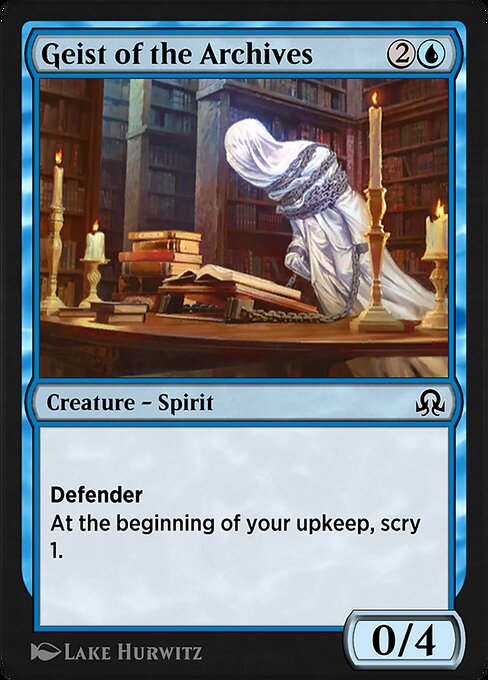 Geist of the Archives 2
Creature – Spirit
Defender
At the beginning of your upkeep, scry
1.
0/4
Lake Hurwitz